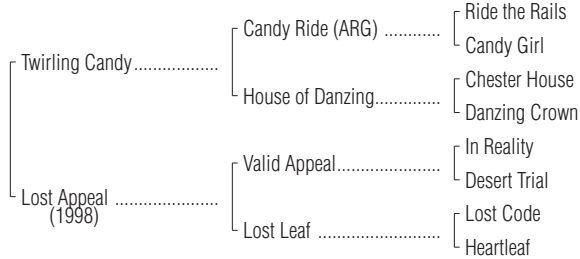 Ride the Rails
Candy Ride (ARG) ............
Candy Girl
Twirling Candy..................
Chester House
House of Danzing..............
Danzing Crown
In Reality
Valid Appeal......................
Desert Trial
Lost Appeal ......................
(1998)
Lost Code
Lost Leaf ..........................
Heartleaf